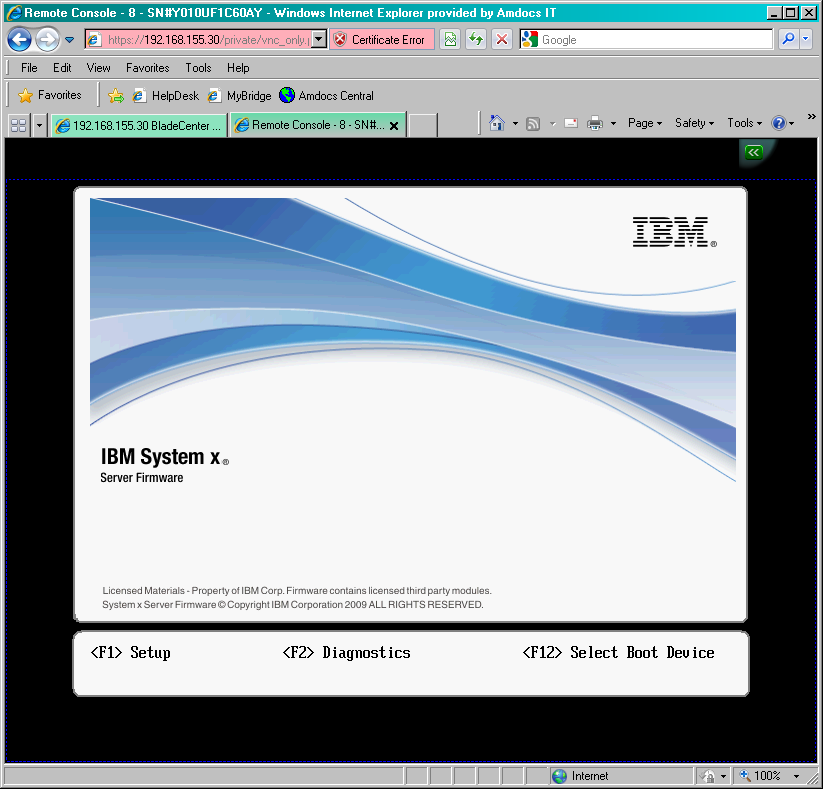 Remote Console - 8 - SN#Y010UF1C60AY - Windows Internet Explorer provided by Amdocs IT
https://192.168.155.30/private/vnc_only.
Certificate Error
Google
File Edit View Favorites Tools Help
Favorites HelpDesk MyBridge Amdocs Central
192.168.155.30 BladeCenter ...
Remote Console - 8 - SN#...
Page Safety Tools
IBM®
IBM System x®
Server Firmware
Licensed Materials - Property of IBM Corp. Firmware contains licensed third party modules.
System x Server Firmware © Copyright IBM Corporation 2009 ALL RIGHTS RESERVED.
<F1> Setup <F2> Diagnostics <F12> Select Boot Device
Internet 100%